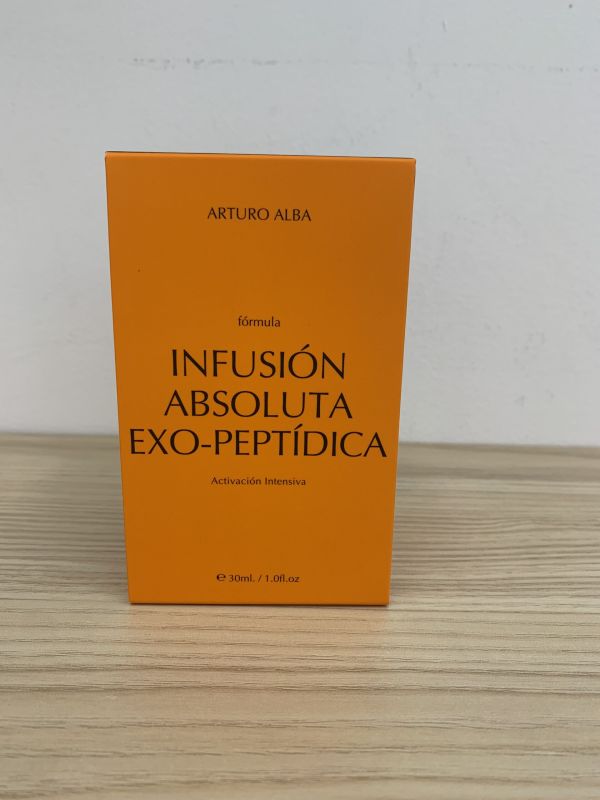 ARTURO ALBA
fórmula
INFUSIÓN
ABSOLUTA
EXO-PEPTÍDICA
Activación Intensiva
℮ 30ml. / 1.0fl.oz